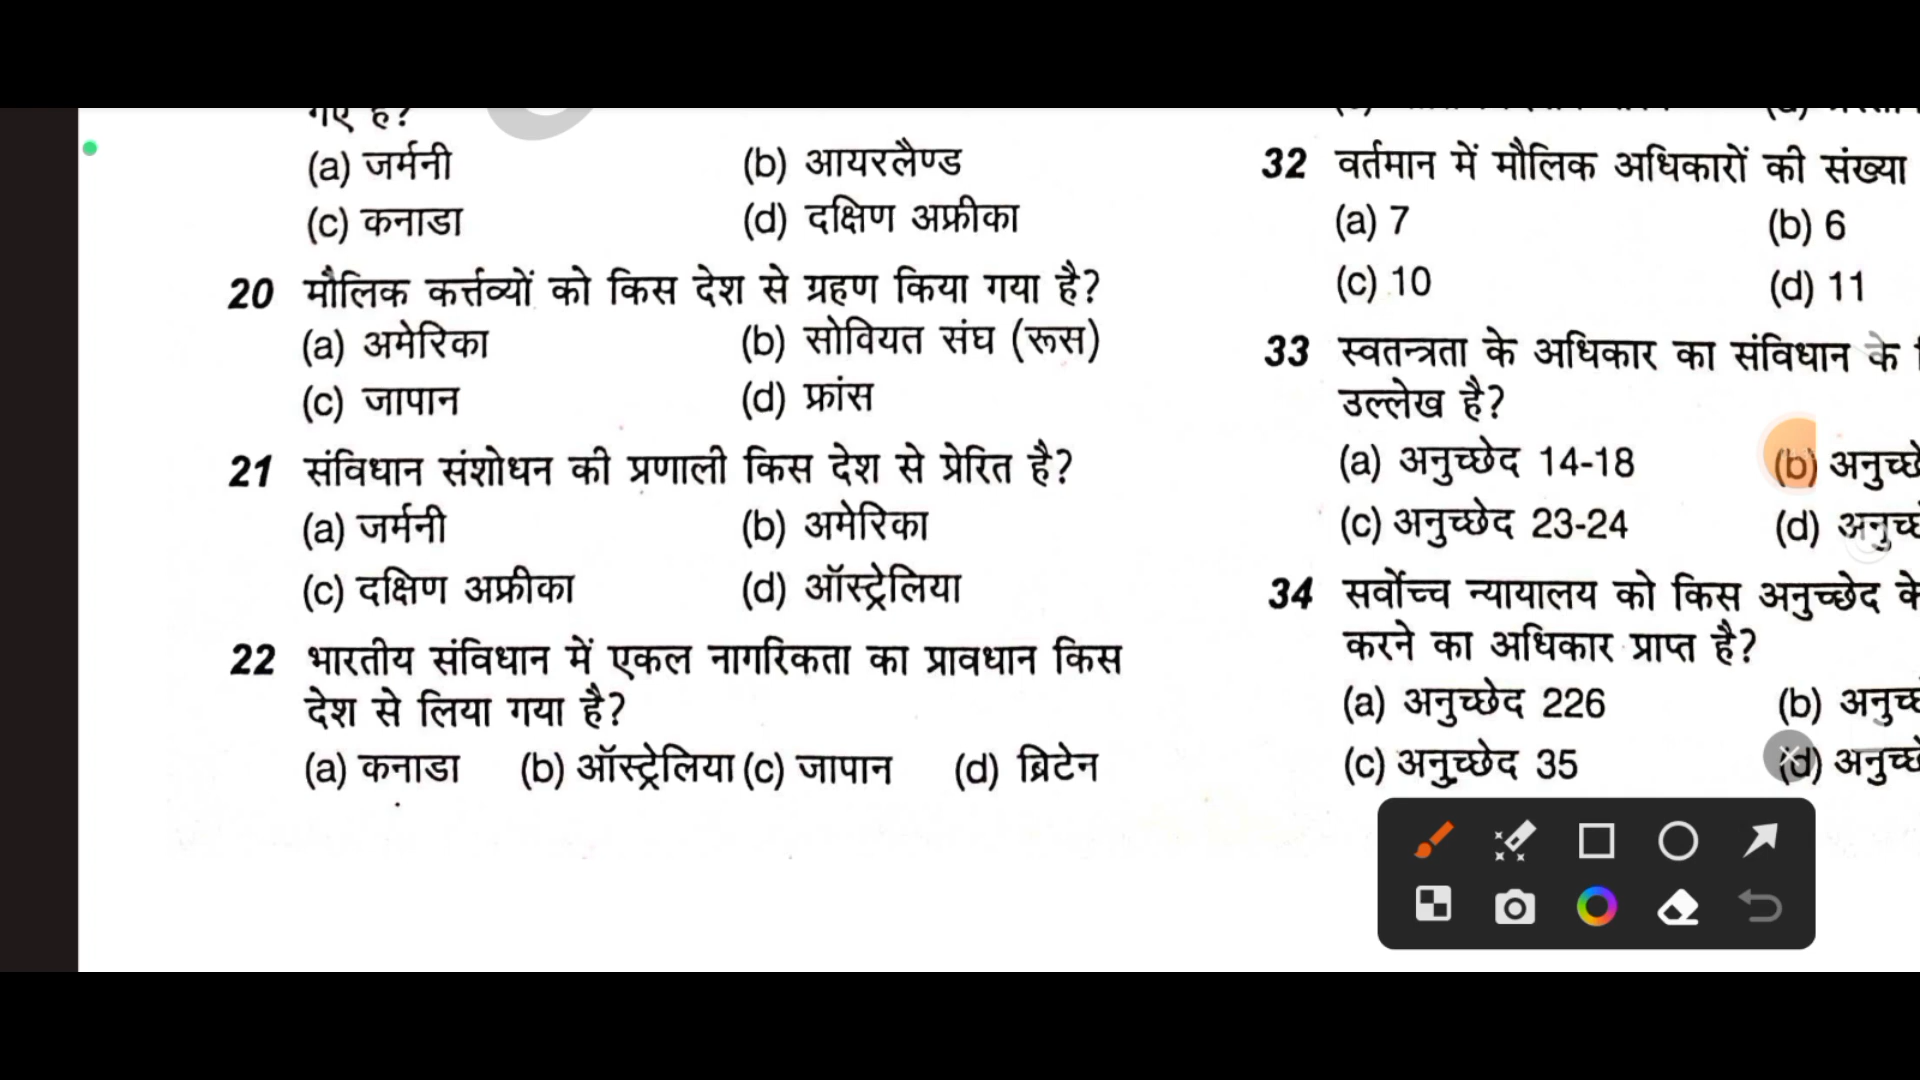 गए हैं?
(a) जर्मनी (b) आयरलैण्ड
(c) कनाडा (d) दक्षिण अफ्रीका
20 मौलिक कर्त्तव्यों को किस देश से ग्रहण किया गया है?
(a) अमेरिका (b) सोवियत संघ (रूस)
(c) जापान (d) फ्रांस
21 संविधान संशोधन की प्रणाली किस देश से प्रेरित है?
(a) जर्मनी (b) अमेरिका
(c) दक्षिण अफ्रीका (d) ऑस्ट्रेलिया
22 भारतीय संविधान में एकल नागरिकता का प्रावधान किस
देश से लिया गया है?
(a) कनाडा (b) ऑस्ट्रेलिया (c) जापान (d) ब्रिटेन
32 वर्तमान में मौलिक अधिकारों की संख्या
(a) 7 (b) 6
(c) 10 (d) 11
33 स्वतन्त्रता के अधिकार का संविधान के
उल्लेख है?
(a) अनुच्छेद 14-18 (b)
(c) अनुच्छेद 23-24 (d)
34 सर्वोच्च न्यायालय को किस अनुच्छेद के
करने का अधिकार प्राप्त है?
(a) अनुच्छेद 226 (b)
(c) अनुच्छेद 35 (d)